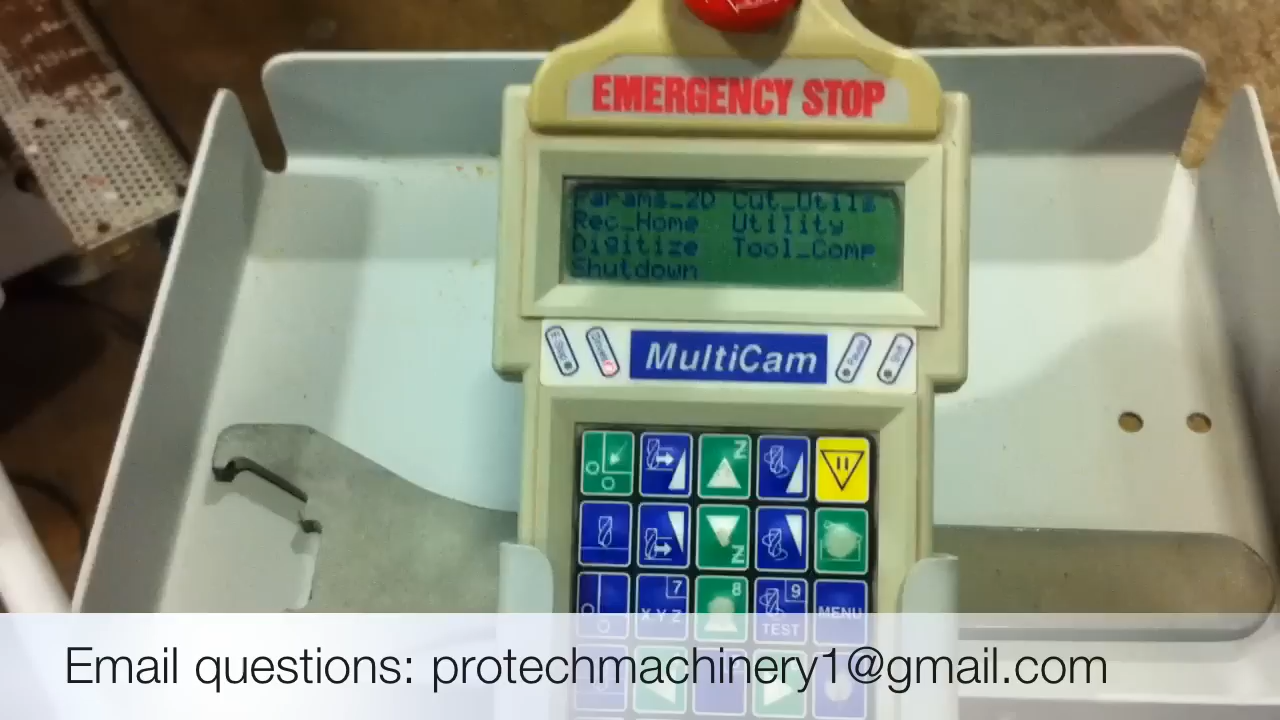 EMERGENCY STOP
Params_2D Cut_Utils
Rec_Home Utility
Digitize Tool_Comp
Shutdown
MultiCam
Z
Z
7 8 9
X Y Z TEST MENU
Email questions: protechmachinery1@gmail.com